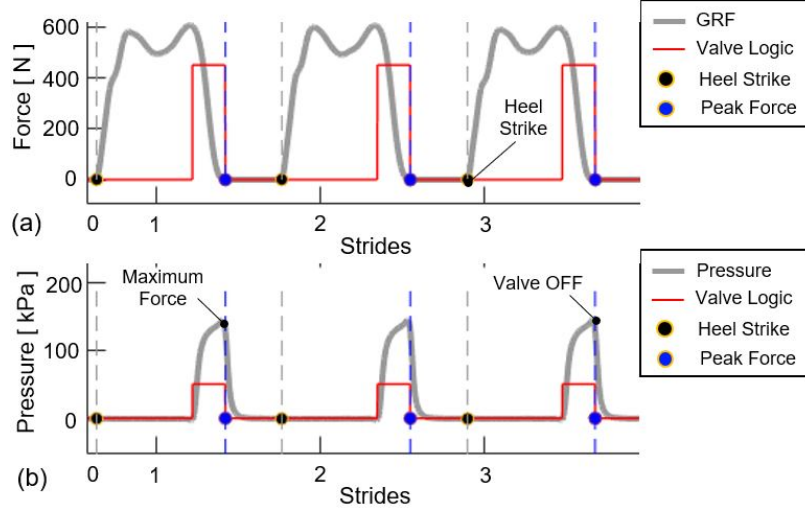 600
400
200
0
Force [ N ]
Heel
Strike
(a)
0 1 2 3
Strides
GRF
Valve Logic
Heel Strike
Peak Force
200
100
0
Pressure [ kPa ]
Maximum
Force
Valve OFF
(b)
0 1 2 3
Strides
Pressure
Valve Logic
Heel Strike
Peak Force